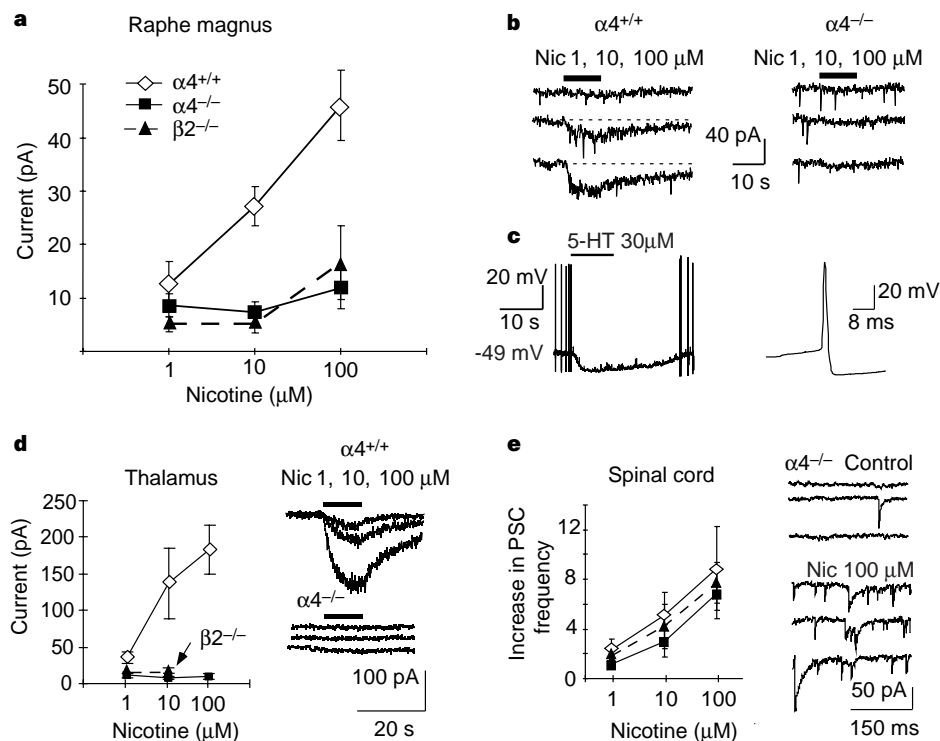 a
Raphe magnus
Current (pA)
50
40
30
20
10
α4+/+
α4–/–
β2–/–
1
10
100
Nicotine (µM)
b
α4+/+
α4–/–
Nic 1, 10, 100 µM
Nic 1, 10, 100 µM
40 pA
10 s
c
5-HT 30µM
20 mV
10 s
-49 mV
20 mV
8 ms
d
Thalamus
Current (pA)
250
200
150
100
50
0
β2–/–
1
10
100
Nicotine (µM)
α4+/+
Nic 1, 10, 100 µM
α4–/–
100 pA
20 s
e
Spinal cord
Increase in PSC
frequency
12
8
4
0
1
10
100
Nicotine (µM)
α4–/– Control
Nic 100 µM
50 pA
150 ms